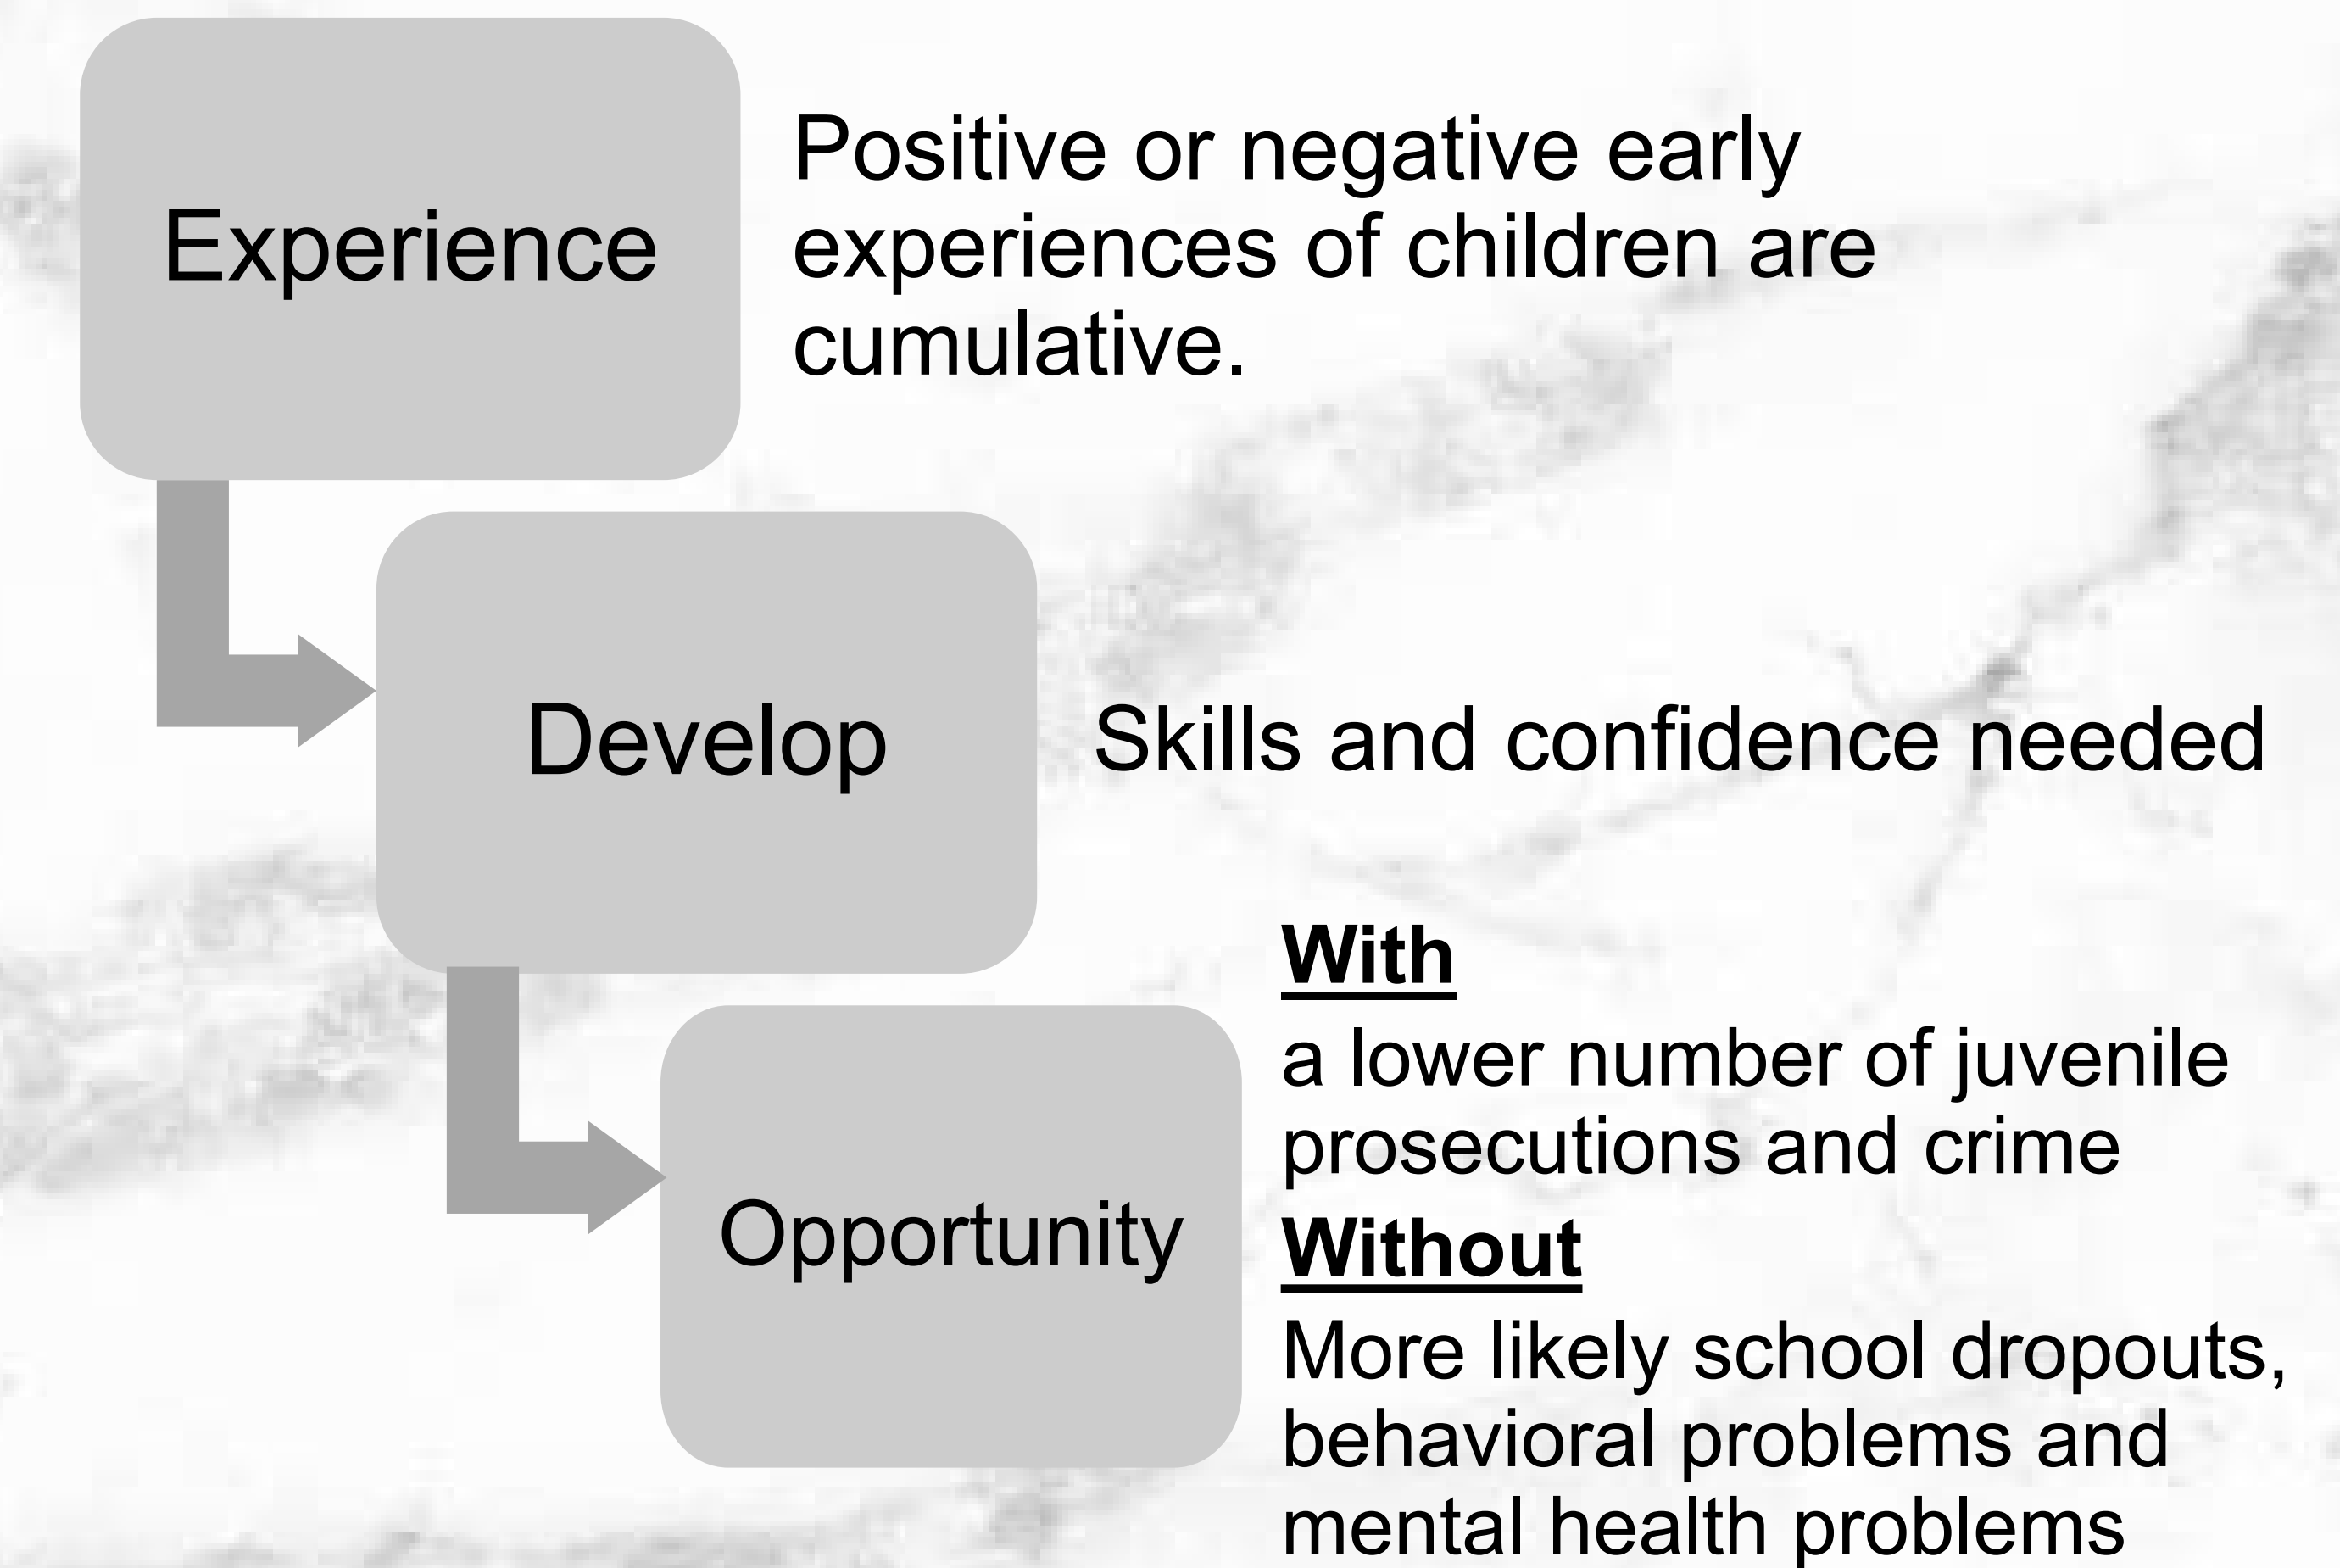 Experience
Positive or negative early
experiences of children are
cumulative.
Develop
Skills and confidence needed
Opportunity
With
a lower number of juvenile
prosecutions and crime
Without
More likely school dropouts,
behavioral problems and
mental health problems